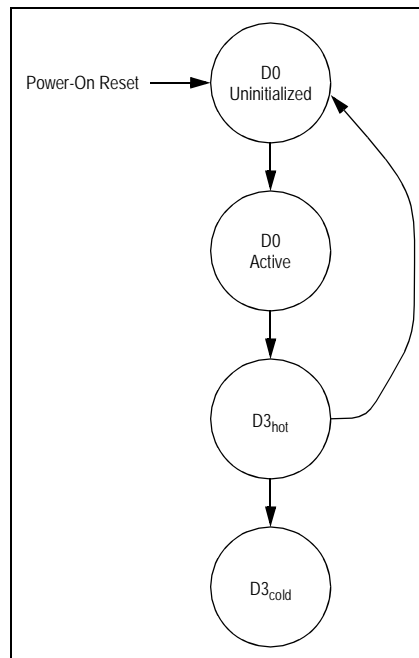 Power-On Reset
D0
Uninitialized
D0
Active
D3hot
D3cold